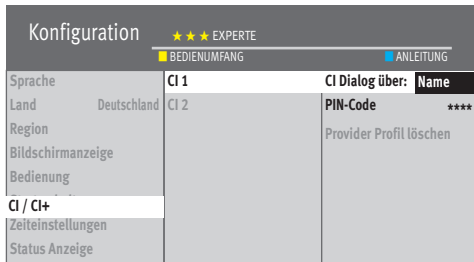 Konfiguration ★ ★ ★ EXPERTE
BEDIENUMFANG ANLEITUNG
Sprache CI 1 CI Dialog über: Name
Land Deutschland CI 2 PIN-Code ****
Region Provider Profil löschen
Bildschirmanzeige
Bedienung
CI / CI+
Zeiteinstellungen
Status Anzeige